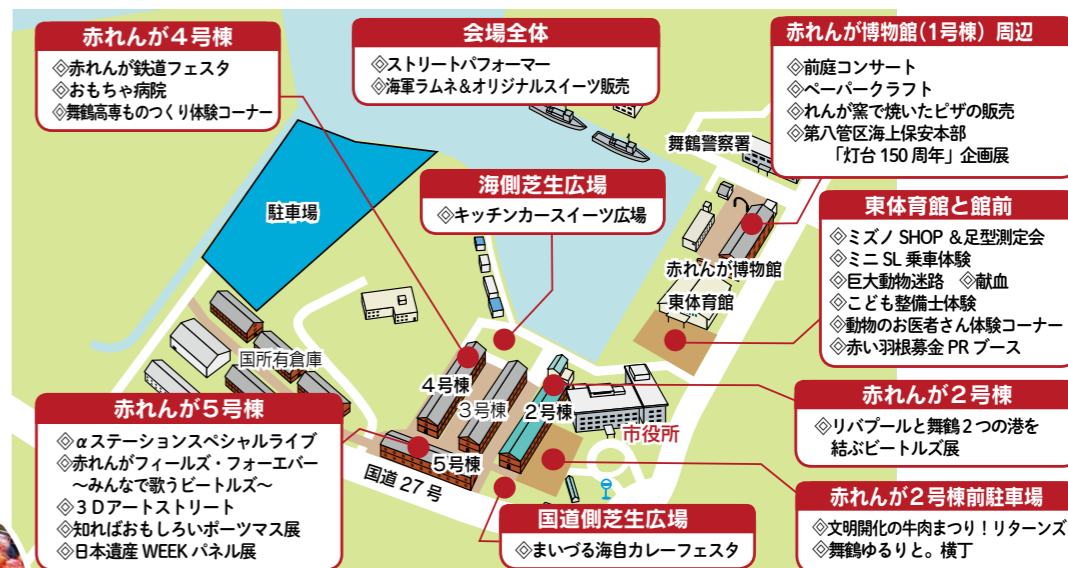 赤れんが4号棟
◇赤れんが鉄道フェスタ
◇おもちゃ病院
◇舞鶴高専ものつくり体験コーナー
会場全体
◇ストリートパフォーマー
◇海軍ラムネ＆オリジナルスイーツ販売
赤れんが博物館(1号棟) 周辺
◇前庭コンサート
◇ペーパークラフト
◇れんが窯で焼いたピザの販売
◇第八管区海上保安本部
「灯台150周年」企画展
舞鶴警察署
海側芝生広場
◇キッチンカースイーツ広場
駐車場
赤れんが博物館
東体育館
東体育館と館前
◇ミズノ SHOP ＆足型測定会
◇ミニ SL 乗車体験
◇巨大動物迷路 ◇献血
◇こども整備士体験
◇動物のお医者さん体験コーナー
◇赤い羽根募金 PR ブース
国所有倉庫
4号棟
3号棟
2号棟
5号棟
市役所
国道27号
赤れんが2号棟
◇リバプールと舞鶴2つの港を
結ぶビートルズ展
赤れんが5号棟
◇αステーションスペシャルライブ
◇赤れんがフィールズ・フォーエバー
～みんなで歌うビートルズ～
◇3Dアートストリート
◇知ればおもしろいポーツマス展
◇日本遺産 WEEK パネル展
国道側芝生広場
◇まいづる海自カレーフェスタ
赤れんが2号棟前駐車場
◇文明開化の牛肉まつり！リターンズ
◇舞鶴ゆるりと。横丁